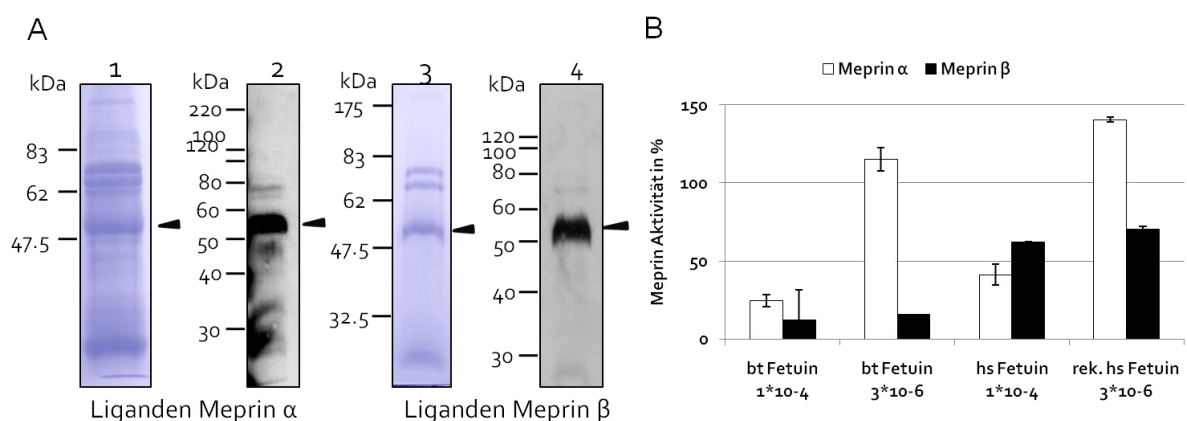 A
kDa
1
83
62
47.5
2
kDa
220
100
120
80
60
50
40
30
3
kDa
175
83
62
47.5
32.5
4
kDa
120
100
80
60
50
40
30
Liganden Meprin α
Liganden Meprin β
B
Meprin α
Meprin β
Meprin Aktivität in %
150
100
50
0
bt Fetuin
1*10-4
bt Fetuin
3*10-6
hs Fetuin
1*10-4
rek. hs Fetuin
3*10-6